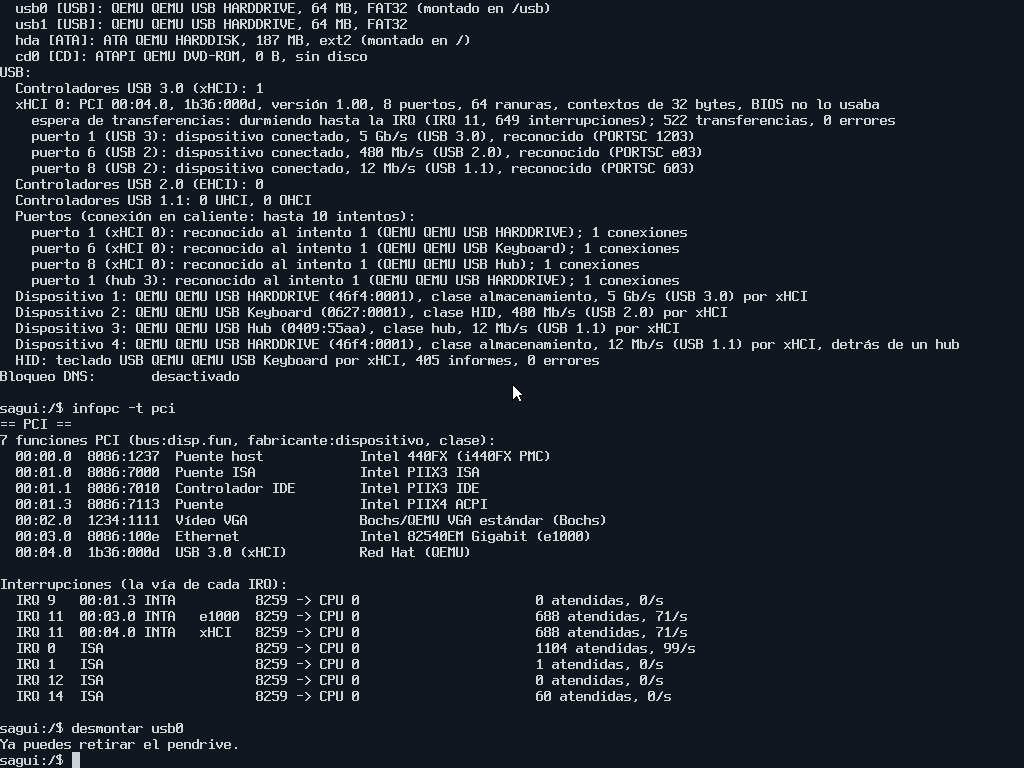 usb0 [USB]: QEMU QEMU USB HARDDRIVE, 64 MB, FAT32 (montado en /usb)
usb1 [USB]: QEMU QEMU USB HARDDRIVE, 64 MB, FAT32
hda [ATA]: ATA QEMU HARDDISK, 187 MB, ext2 (montado en /)
cd0 [CD]: ATAPI QEMU DVD-ROM, 0 B, sin disco
USB:
Controladores USB 3.0 (xHCI): 1
xHCI 0: PCI 00:04.0, 1b36:000d, versión 1.00, 8 puertos, 64 ranuras, contextos de 32 bytes, BIOS no lo usaba
espera de transferencias: durmiendo hasta la IRQ (IRQ 11, 649 interrupciones); 522 transferencias, 0 errores
puerto 1 (USB 3): dispositivo conectado, 5 Gb/s (USB 3.0), reconocido (PORTSC 1203)
puerto 6 (USB 2): dispositivo conectado, 480 Mb/s (USB 2.0), reconocido (PORTSC e03)
puerto 8 (USB 2): dispositivo conectado, 12 Mb/s (USB 1.1), reconocido (PORTSC 603)
Controladores USB 2.0 (EHCI): 0
Controladores USB 1.1: 0 UHCI, 0 OHCI
Puertos (conexión en caliente: hasta 10 intentos):
puerto 1 (xHCI 0): reconocido al intento 1 (QEMU QEMU USB HARDDRIVE); 1 conexiones
puerto 6 (xHCI 0): reconocido al intento 1 (QEMU QEMU USB Keyboard); 1 conexiones
puerto 8 (xHCI 0): reconocido al intento 1 (QEMU QEMU USB Hub); 1 conexiones
puerto 1 (hub 3): reconocido al intento 1 (QEMU QEMU USB HARDDRIVE); 1 conexiones
Dispositivo 1: QEMU QEMU USB HARDDRIVE (46f4:0001), clase almacenamiento, 5 Gb/s (USB 3.0) por xHCI
Dispositivo 2: QEMU QEMU USB Keyboard (0627:0001), clase HID, 480 Mb/s (USB 2.0) por xHCI
Dispositivo 3: QEMU QEMU USB Hub (0409:55aa), clase hub, 12 Mb/s (USB 1.1) por xHCI
Dispositivo 4: QEMU QEMU USB HARDDRIVE (46f4:0001), clase almacenamiento, 12 Mb/s (USB 1.1) por xHCI, detrás de un hub
HID: teclado USB QEMU QEMU USB Keyboard por xHCI, 405 informes, 0 errores
Bloqueo DNS: desactivado
sagui:/$ infopc -t pci
== PCI ==
7 funciones PCI (bus:disp.fun, fabricante:dispositivo, clase):
00:00.0 8086:1237 Puente host Intel 440FX (i440FX PMC)
00:01.0 8086:7000 Puente ISA Intel PIIX3 ISA
00:01.1 8086:7010 Controlador IDE Intel PIIX3 IDE
00:01.3 8086:7113 Puente Intel PIIX4 ACPI
00:02.0 1234:1111 Vídeo VGA Bochs/QEMU VGA estándar (Bochs)
00:03.0 8086:100e Ethernet Intel 82540EM Gigabit (e1000)
00:04.0 1b36:000d USB 3.0 (xHCI) Red Hat (QEMU)
Interrupciones (la vía de cada IRQ):
IRQ 9 00:01.3 INTA 8259 -> CPU 0 0 atendidas, 0/s
IRQ 11 00:03.0 INTA e1000 8259 -> CPU 0 688 atendidas, 71/s
IRQ 11 00:04.0 INTA xHCI 8259 -> CPU 0 688 atendidas, 71/s
IRQ 0 ISA 8259 -> CPU 0 1104 atendidas, 99/s
IRQ 1 ISA 8259 -> CPU 0 1 atendidas, 0/s
IRQ 12 ISA 8259 -> CPU 0 0 atendidas, 0/s
IRQ 14 ISA 8259 -> CPU 0 60 atendidas, 0/s
sagui:/$ desmontar usb0
Ya puedes retirar el pendrive.
sagui:/$